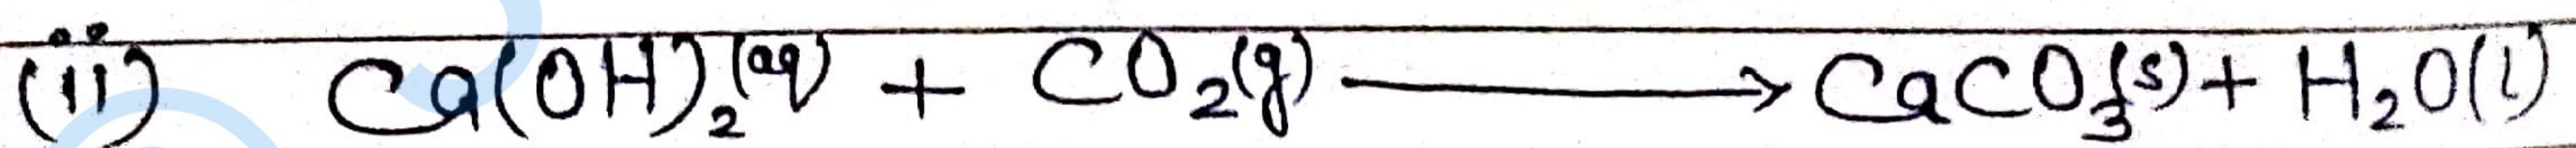 (ii) Ca(OH)₂(aq) + CO₂(g) ⟶ CaCO₃(s) + H₂O(l)